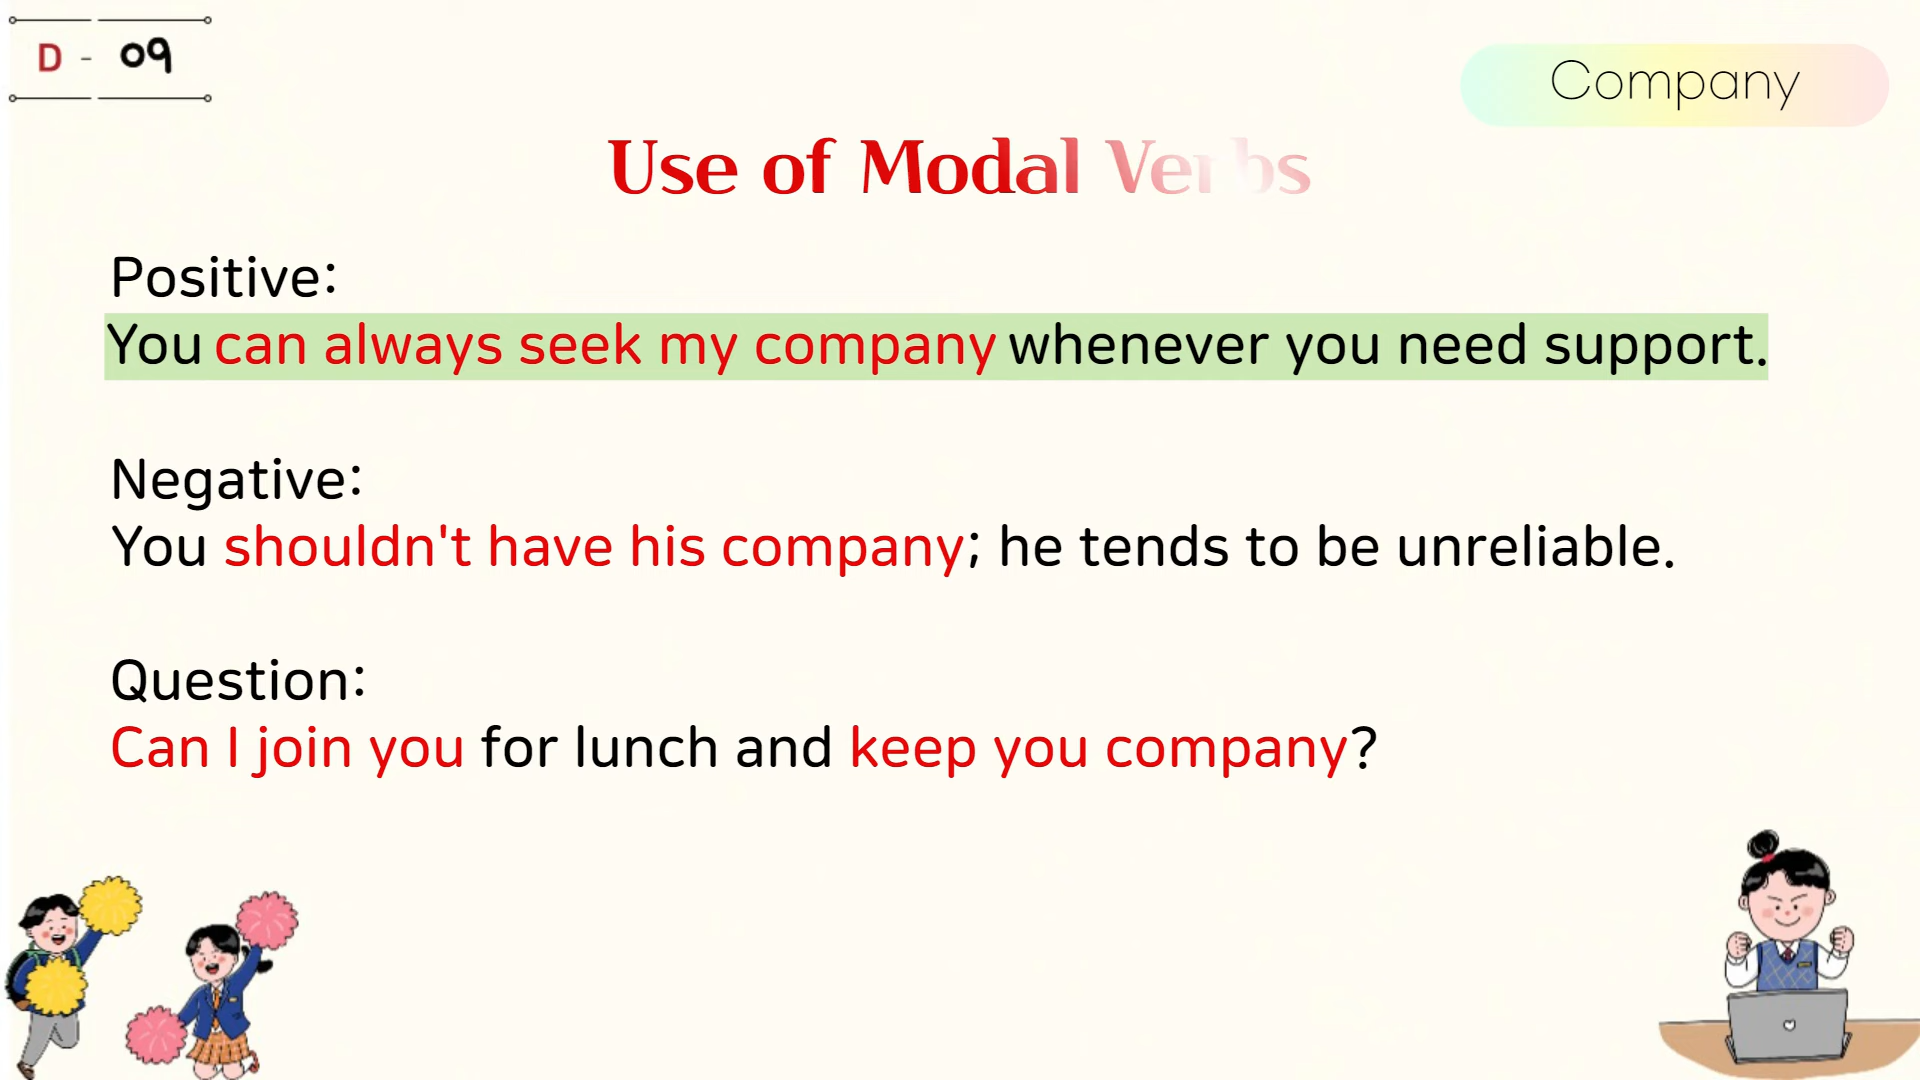 D - 09
Company
Use of Modal Verbs
Positive:
You can always seek my company whenever you need support.
Negative:
You shouldn't have his company; he tends to be unreliable.
Question:
Can I join you for lunch and keep you company?